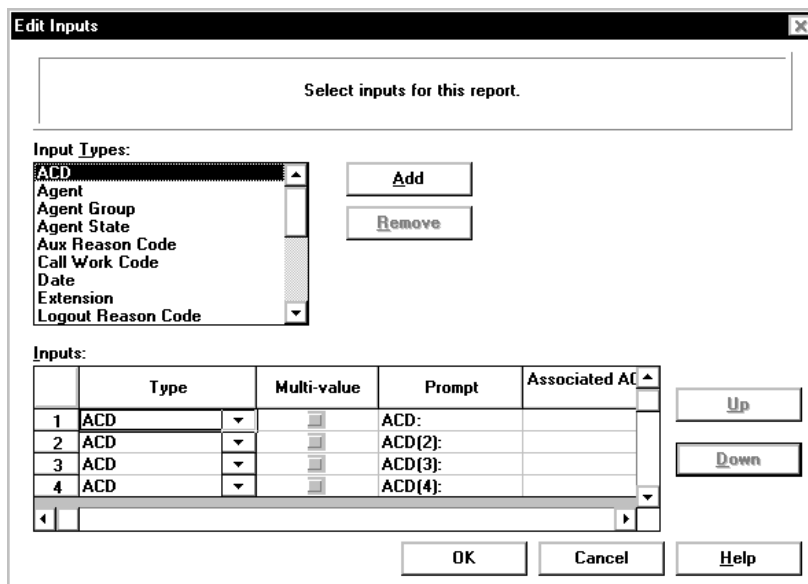 Edit Inputs
Select inputs for this report.
Input Types:
ACD
Agent
Agent Group
Agent State
Aux Reason Code
Call Work Code
Date
Extension
Logout Reason Code
Add
Remove
Inputs:
Type Multi-value Prompt Associated AC
1 ACD ACD:
2 ACD ACD(2):
3 ACD ACD(3):
4 ACD ACD(4):
Up
Down
OK Cancel Help